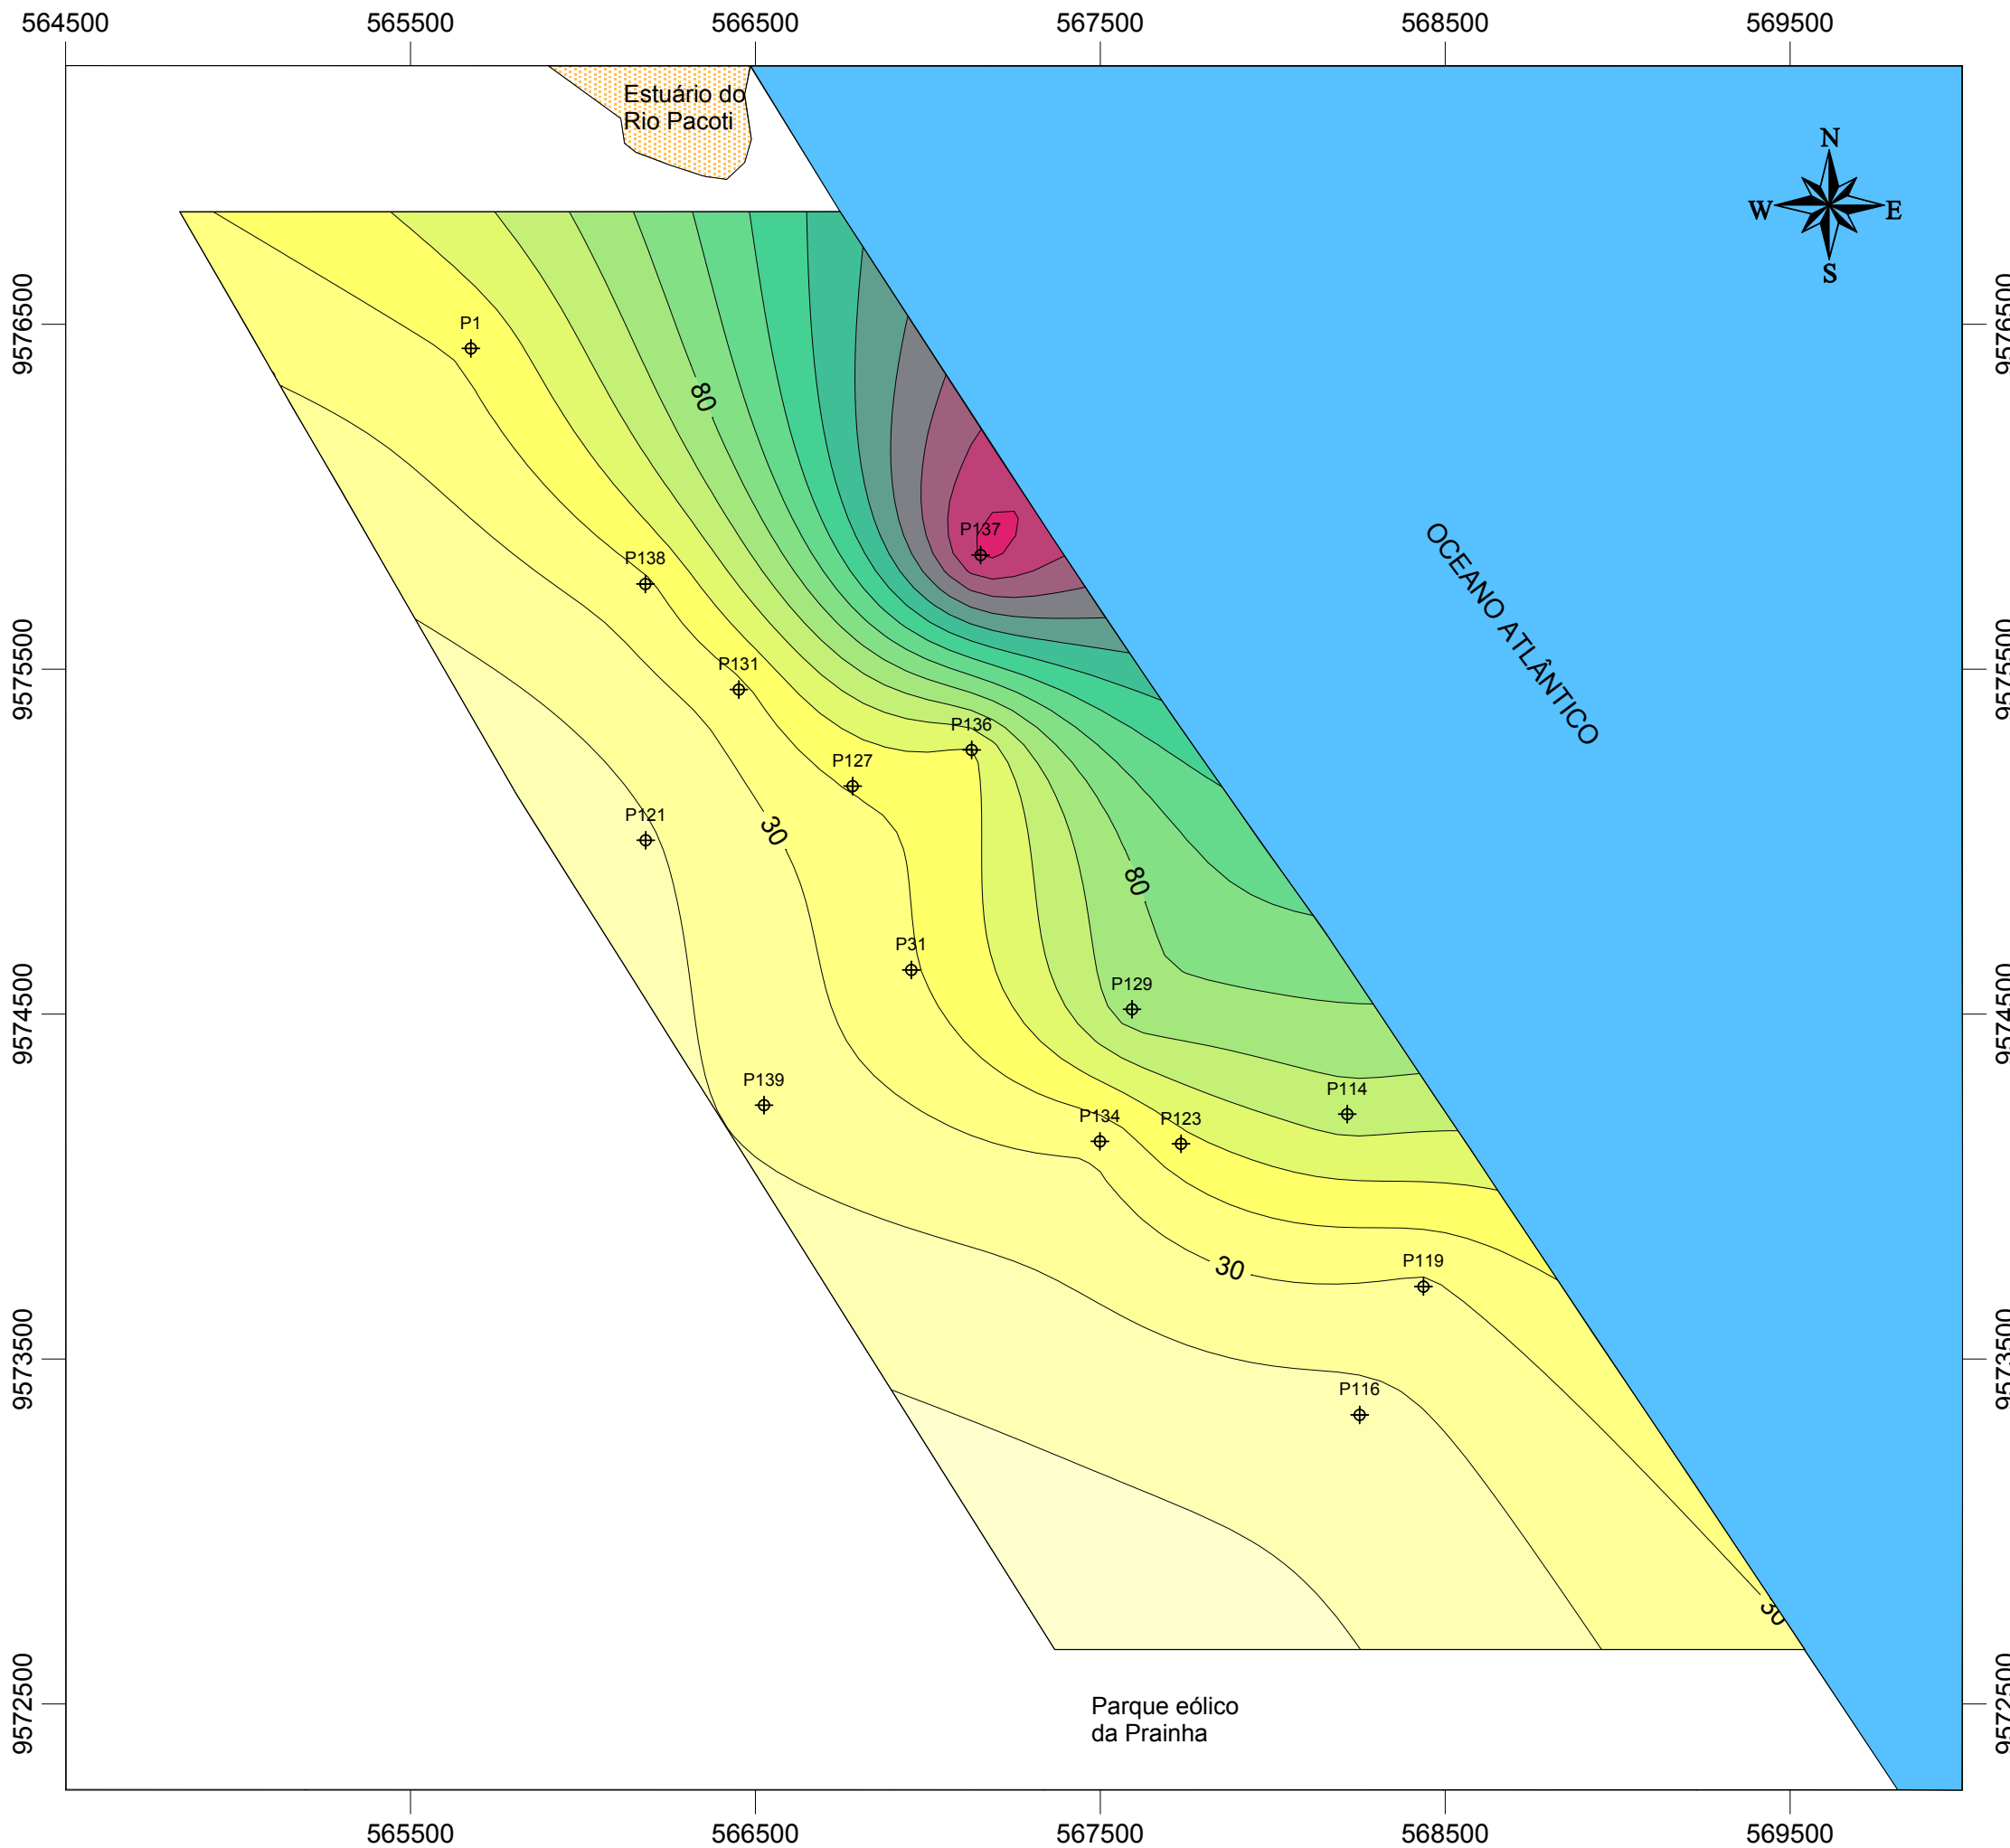 564500
565500
566500
567500
568500
569500
Estuário do
Rio Pacoti
N
W
E
S
9576500
9576500
P1
80
P137
OCEANO ATLÂNTICO
P138
9575500
9575500
P131
P136
P127
P121
30
80
P31
9574500
9574500
P129
P139
P114
P134
P123
30
P119
9573500
9573500
P116
30
9572500
9572500
Parque eólico
da Prainha
565500
566500
567500
568500
569500